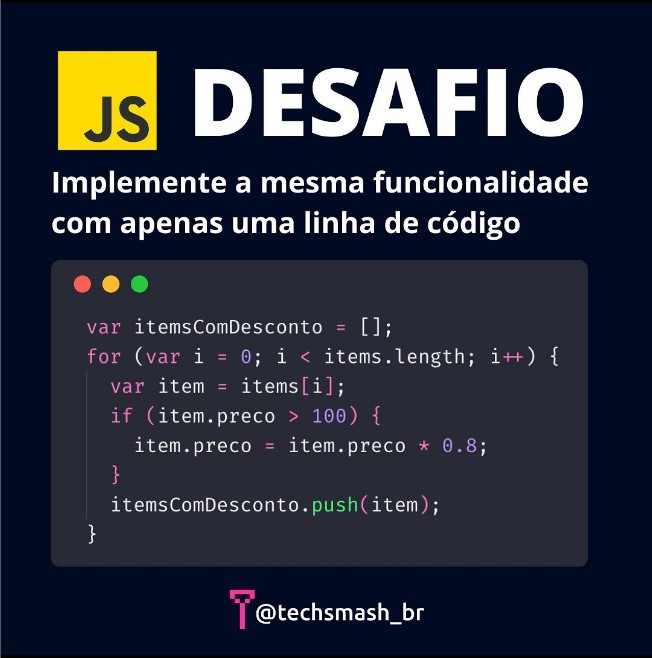 JS DESAFIO
Implemente a mesma funcionalidade
com apenas uma linha de código
var itemsComDesconto = [];
for (var i = 0; i < items.length; i++) {
  var item = items[i];
  if (item.preco > 100) {
    item.preco = item.preco * 0.8;
  }
  itemsComDesconto.push(item);
}
@techsmash_br